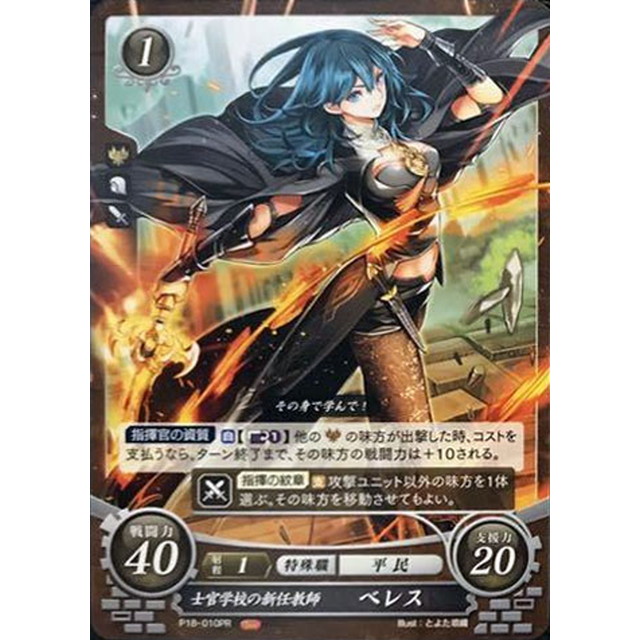 1
その身で学んで!
指揮官の資質 自【1】他の の味方が出撃した時、コストを
支払うなら、ターン終了まで、その味方の戦闘力は+10される。
指揮の紋章 攻 攻撃ユニット以外の味方を1体
選ぶ。その味方を移動させてもよい。
戦闘力 40
射程 1
特殊職
平民
支援力 20
士官学校の新任教師
ベレス
P18-010PR
Illust:とよた瑣織